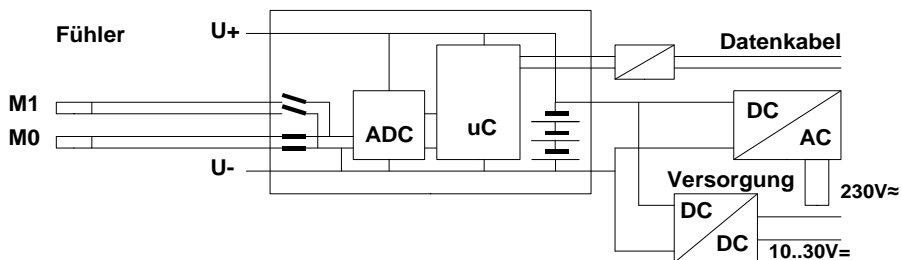 Fühler
U+
Datenkabel
M1
M0
ADC
uC
DC
AC
U-
Versorgung
230V≈
DC
DC
10..30V=